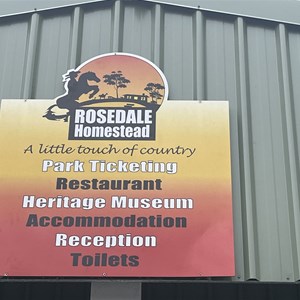 ROSEDALE
Homestead
A little touch of country
Park Ticketing
Restaurant
Heritage Museum
Accommodation
Reception
Toilets